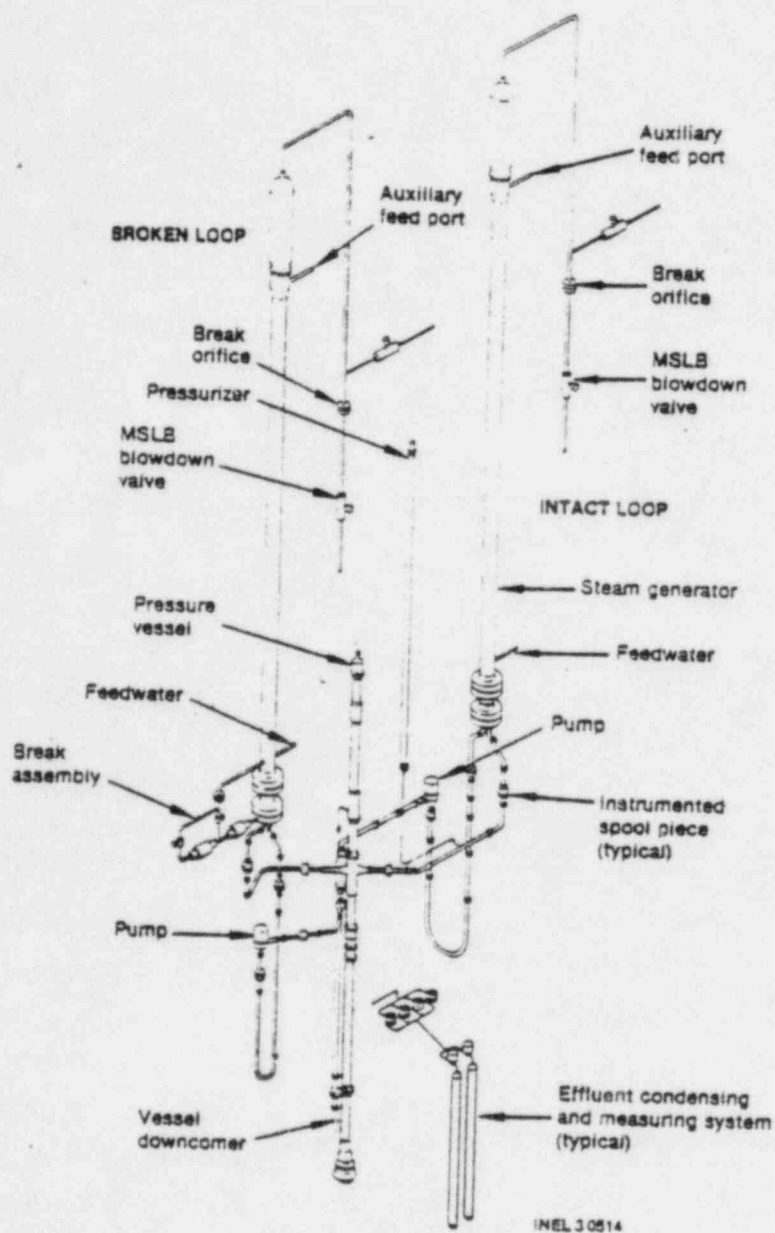 Auxiliary
feed port
Auxiliary
feed port
BROKEN LOOP
Break
orifice
Break
orifice
Pressurizer
MSLB
blowdown
valve
MSLB
blowdown
valve
INTACT LOOP
Steam generator
Pressure
vessel
Feedwater
Feedwater
Pump
Break
assembly
Instrumented
spool piece
(typical)
Pump
Effluent condensing
and measuring system
(typical)
Vessel
downcomer
INEL 3 0514